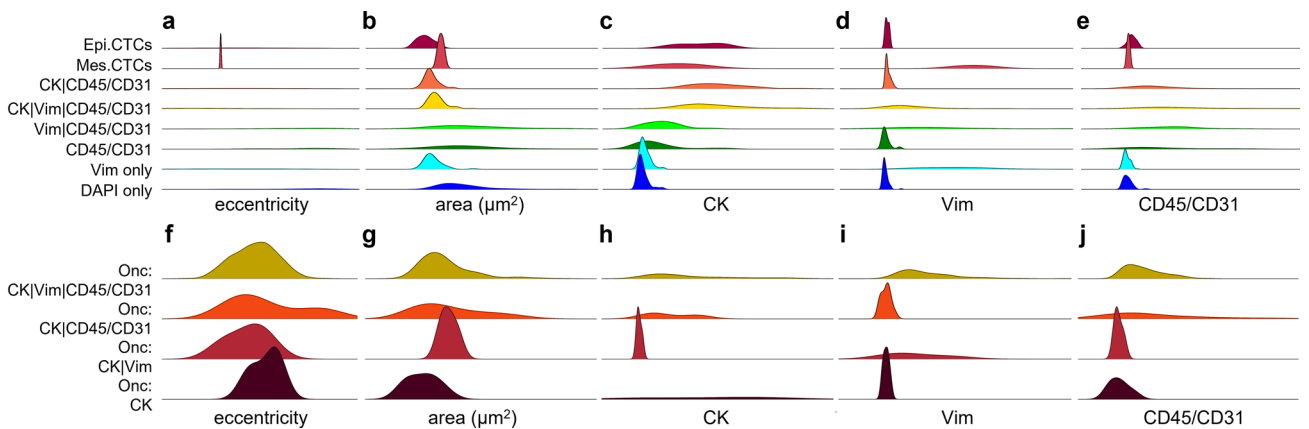 a b c d e
Epi.CTCs
Mes.CTCs
CK|CD45/CD31
CK|Vim|CD45/CD31
Vim|CD45/CD31
CD45/CD31
Vim only
DAPI only
eccentricity area (µm²) CK Vim CD45/CD31
f g h i j
Onc:
CK|Vim|CD45/CD31
Onc:
CK|CD45/CD31
Onc:
CK|Vim
Onc:
CK
eccentricity area (µm²) CK Vim CD45/CD31